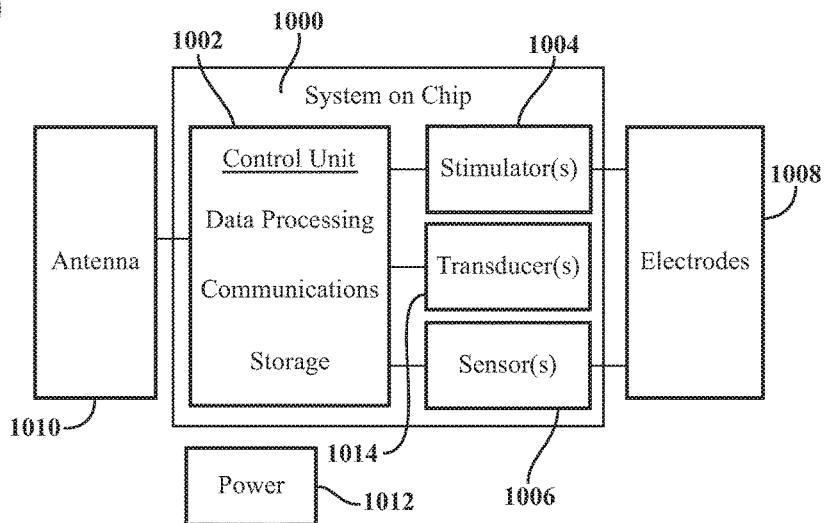 1000
1002
1004
System on Chip
Control Unit
Stimulator(s)
1008
Data Processing
Antenna
Transducer(s)
Electrodes
Communications
Storage
Sensor(s)
1010
1014
1006
Power
1012